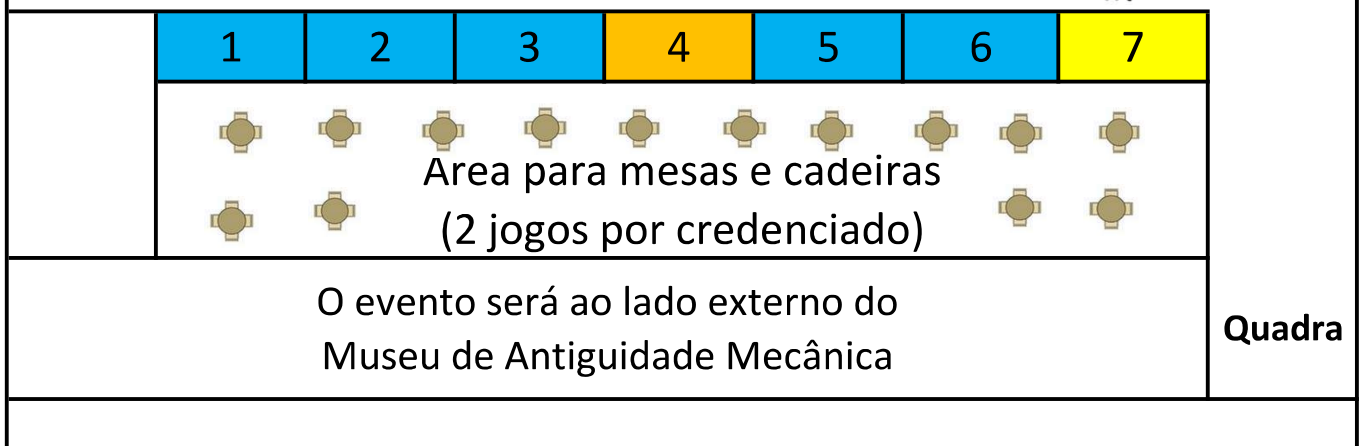 1 2 3 4 5 6 7
Área para mesas e cadeiras
(2 jogos por credenciado)
O evento será ao lado externo do
Museu de Antiguidade Mecânica
Quadra